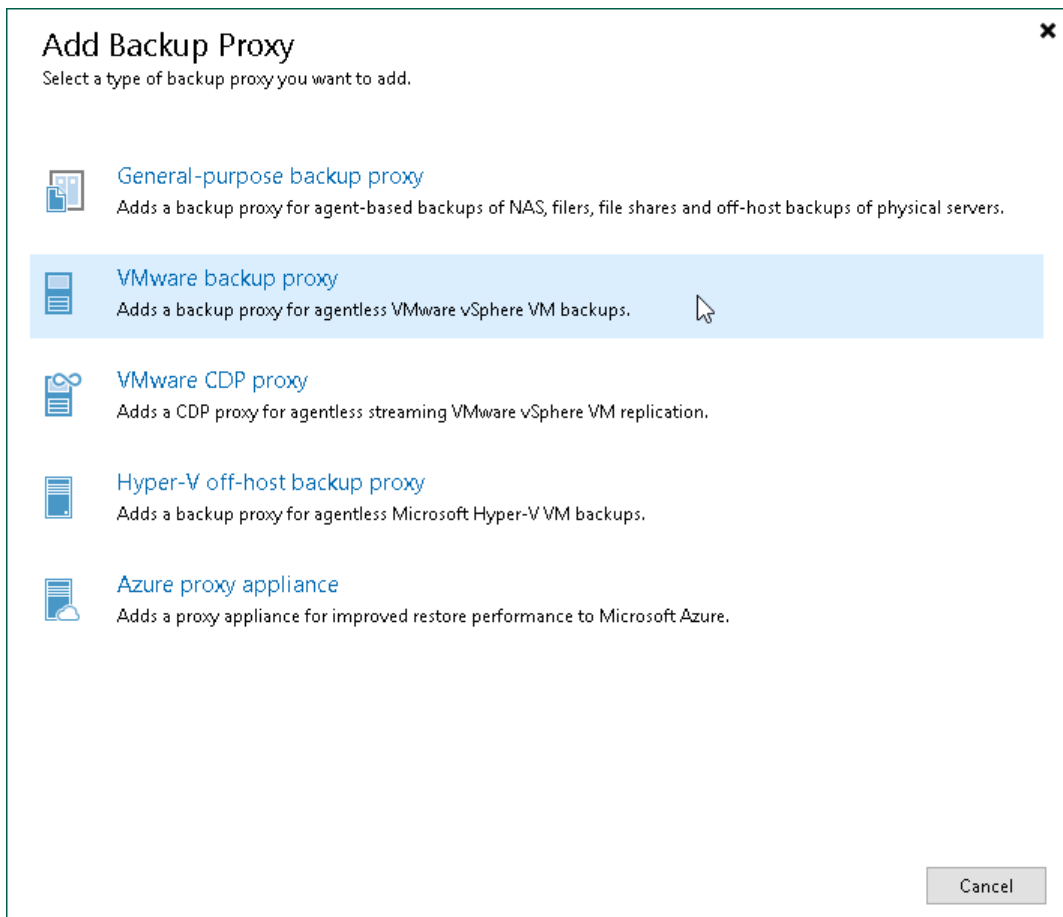 Add Backup Proxy
Select a type of backup proxy you want to add.
General-purpose backup proxy
Adds a backup proxy for agent-based backups of NAS, filers, file shares and off-host backups of physical servers.
VMware backup proxy
Adds a backup proxy for agentless VMware vSphere VM backups.
VMware CDP proxy
Adds a CDP proxy for agentless streaming VMware vSphere VM replication.
Hyper-V off-host backup proxy
Adds a backup proxy for agentless Microsoft Hyper-V VM backups.
Azure proxy appliance
Adds a proxy appliance for improved restore performance to Microsoft Azure.
Cancel